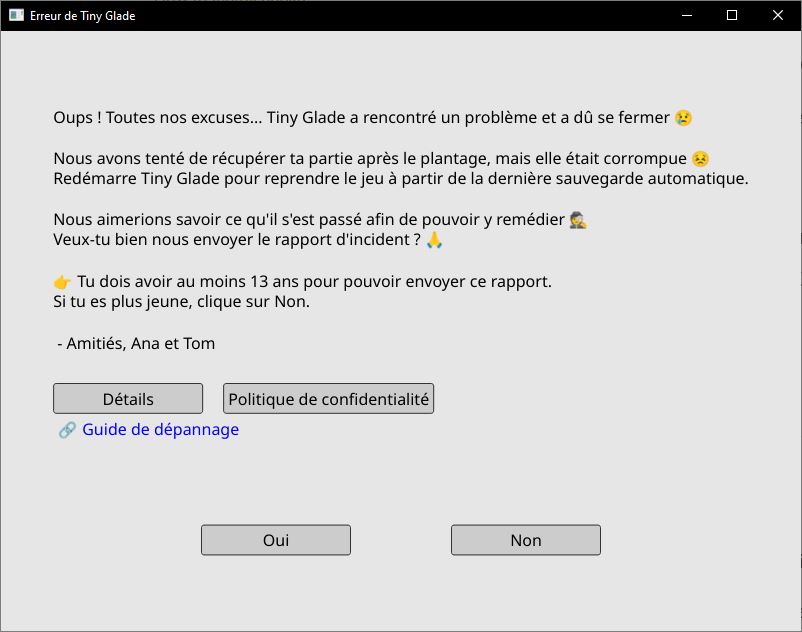 Erreur de Tiny Glade
Oups ! Toutes nos excuses... Tiny Glade a rencontré un problème et a dû se fermer 😢
Nous avons tenté de récupérer ta partie après le plantage, mais elle était corrompue 😣
Redémarre Tiny Glade pour reprendre le jeu à partir de la dernière sauvegarde automatique.
Nous aimerions savoir ce qu'il s'est passé afin de pouvoir y remédier 🕵️
Veux-tu bien nous envoyer le rapport d'incident ? 🙏
👉 Tu dois avoir au moins 13 ans pour pouvoir envoyer ce rapport.
Si tu es plus jeune, clique sur Non.
- Amitiés, Ana et Tom
Détails
Politique de confidentialité
🔗 Guide de dépannage
Oui
Non